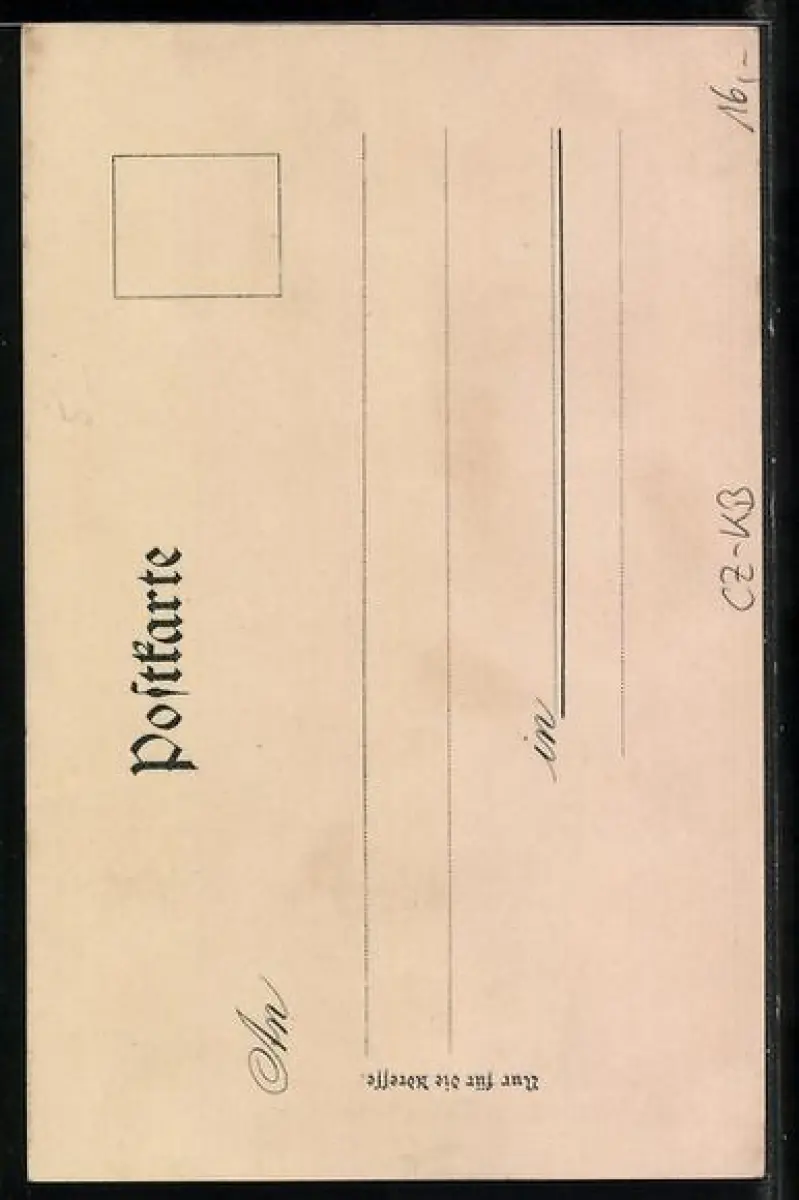 Postkarte
An
in
Nur für die Adresse.
16,-
CZ-KB